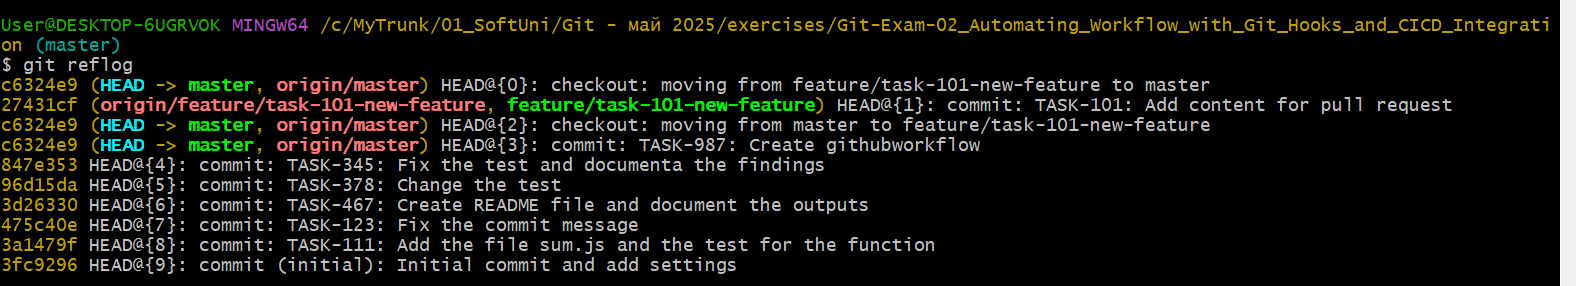 User@DESKTOP-6UGRVOK MINGW64 /c/MyTrunk/01_SoftUni/Git - май 2025/exercises/Git-Exam-02_Automating_Workflow_with_Git_Hooks_and_CICD_Integrati
on (master)
$ git reflog
c6324e9 (HEAD -> master, origin/master) HEAD@{0}: checkout: moving from feature/task-101-new-feature to master
27431cf (origin/feature/task-101-new-feature, feature/task-101-new-feature) HEAD@{1}: commit: TASK-101: Add content for pull request
c6324e9 (HEAD -> master, origin/master) HEAD@{2}: checkout: moving from master to feature/task-101-new-feature
c6324e9 (HEAD -> master, origin/master) HEAD@{3}: commit: TASK-987: Create githubworkflow
847e353 HEAD@{4}: commit: TASK-345: Fix the test and documenta the findings
96d15da HEAD@{5}: commit: TASK-378: Change the test
3d26330 HEAD@{6}: commit: TASK-467: Create README file and document the outputs
475c40e HEAD@{7}: commit: TASK-123: Fix the commit message
3a1479f HEAD@{8}: commit: TASK-111: Add the file sum.js and the test for the function
3fc9296 HEAD@{9}: commit (initial): Initial commit and add settings